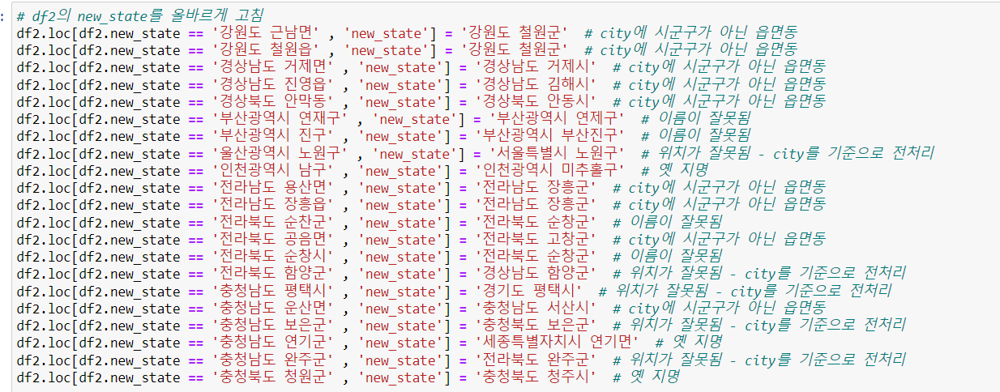 :
# df2의 new_state를 올바르게 고침
df2.loc[df2.new_state == '강원도 근남면' , 'new_state'] = '강원도 철원군'  # city에 시군구가 아닌 읍면동
df2.loc[df2.new_state == '강원도 철원읍' , 'new_state'] = '강원도 철원군'  # city에 시군구가 아닌 읍면동
df2.loc[df2.new_state == '경상남도 거제면' , 'new_state'] = '경상남도 거제시'  # city에 시군구가 아닌 읍면동
df2.loc[df2.new_state == '경상남도 진영읍' , 'new_state'] = '경상남도 김해시'  # city에 시군구가 아닌 읍면동
df2.loc[df2.new_state == '경상북도 안막동' , 'new_state'] = '경상북도 안동시'  # city에 시군구가 아닌 읍면동
df2.loc[df2.new_state == '부산광역시 연재구' , 'new_state'] = '부산광역시 연제구'  # 이름이 잘못됨
df2.loc[df2.new_state == '부산광역시 진구' , 'new_state'] = '부산광역시 부산진구'  # 이름이 잘못됨
df2.loc[df2.new_state == '울산광역시 노원구' , 'new_state'] = '서울특별시 노원구'  # 위치가 잘못됨 - city를 기준으로 전처리
df2.loc[df2.new_state == '인천광역시 남구' , 'new_state'] = '인천광역시 미추홀구'  # 옛 지명
df2.loc[df2.new_state == '전라남도 용산면' , 'new_state'] = '전라남도 장흥군'  # city에 시군구가 아닌 읍면동
df2.loc[df2.new_state == '전라남도 장흥읍' , 'new_state'] = '전라남도 장흥군'  # city에 시군구가 아닌 읍면동
df2.loc[df2.new_state == '전라북도 순찬군' , 'new_state'] = '전라북도 순창군'  # 이름이 잘못됨
df2.loc[df2.new_state == '전라북도 공음면' , 'new_state'] = '전라북도 고창군'  # city에 시군구가 아닌 읍면동
df2.loc[df2.new_state == '전라북도 순창시' , 'new_state'] = '전라북도 순창군'  # 이름이 잘못됨
df2.loc[df2.new_state == '전라북도 함양군' , 'new_state'] = '경상남도 함양군'  # 위치가 잘못됨 - city를 기준으로 전처리
df2.loc[df2.new_state == '충청남도 평택시' , 'new_state'] = '경기도 평택시'  # 위치가 잘못됨 - city를 기준으로 전처리
df2.loc[df2.new_state == '충청남도 운산면' , 'new_state'] = '충청남도 서산시'  # city에 시군구가 아닌 읍면동
df2.loc[df2.new_state == '충청남도 보은군' , 'new_state'] = '충청북도 보은군'  # 위치가 잘못됨 - city를 기준으로 전처리
df2.loc[df2.new_state == '충청남도 연기군' , 'new_state'] = '세종특별자치시 연기면'  # 옛 지명
df2.loc[df2.new_state == '충청남도 완주군' , 'new_state'] = '전라북도 완주군'  # 위치가 잘못됨 - city를 기준으로 전처리
df2.loc[df2.new_state == '충청북도 청원군' , 'new_state'] = '충청북도 청주시'  # 옛 지명